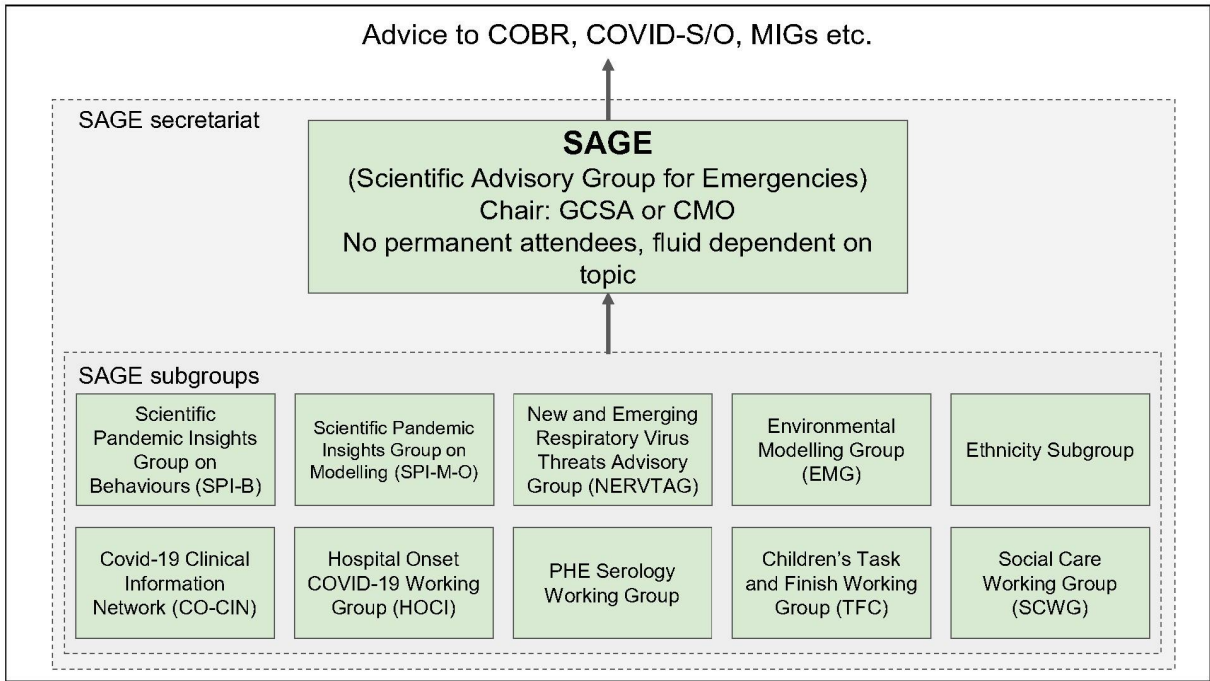 Advice to COBR, COVID-S/O, MIGs etc.
SAGE secretariat
SAGE
(Scientific Advisory Group for Emergencies)
Chair: GCSA or CMO
No permanent attendees, fluid dependent on
topic
SAGE subgroups
Scientific
Pandemic Insights
Group on
Behaviours (SPI-B)
Scientific Pandemic
Insights Group on
Modelling (SPI-M-O)
New and Emerging
Respiratory Virus
Threats Advisory
Group (NERVTAG)
Environmental
Modelling Group
(EMG)
Ethnicity Subgroup
Covid-19 Clinical
Information
Network (CO-CIN)
Hospital Onset
COVID-19 Working
Group (HOCI)
PHE Serology
Working Group
Children’s Task
and Finish Working
Group (TFC)
Social Care
Working Group
(SCWG)